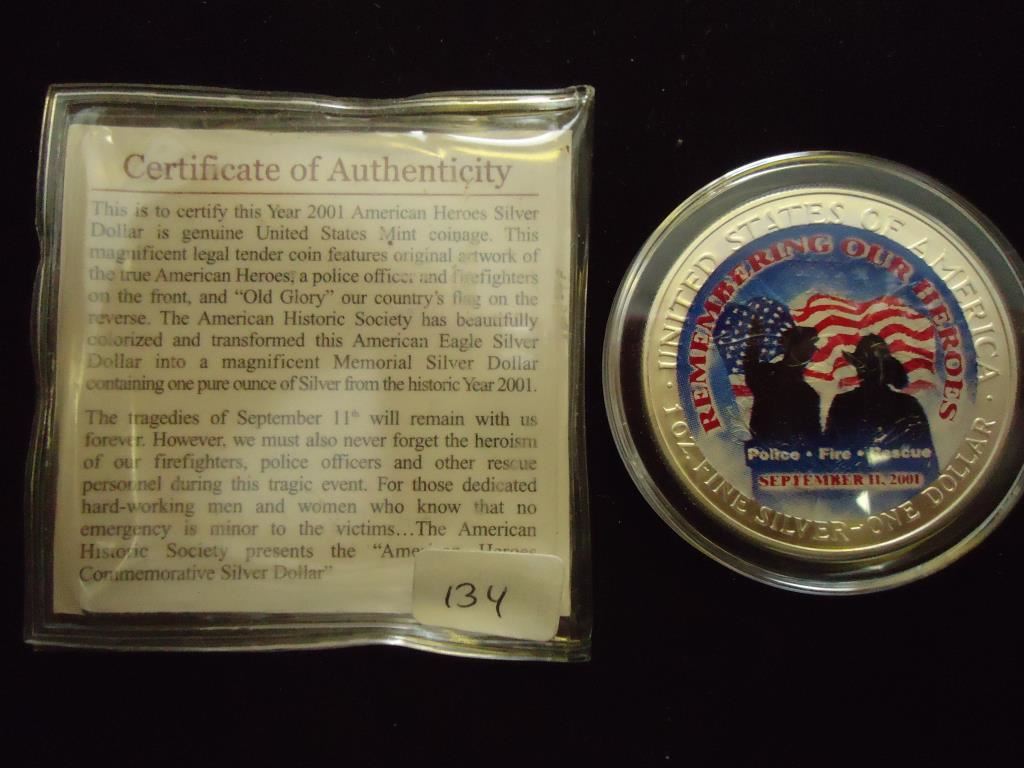 Certificate of Authenticity
This is to certify this Year 2001 American Heroes Silver
Dollar is genuine United States Mint coinage. This
magnificent legal tender coin features original artwork of
the true American Heroes, a police officer and firefighters
on the front, and “Old Glory” our country's flag on the
reverse. The American Historic Society has beautifully
colorized and transformed this American Eagle Silver
Dollar into a magnificent Memorial Silver Dollar
containing one pure ounce of Silver from the historic Year 2001.
The tragedies of September 11th will remain with us
forever. However, we must also never forget the heroism
of our firefighters, police officers and other rescue
personnel during this tragic event. For those dedicated
hard-working men and women who know that no
emergency is minor to the victims...The American
Historic Society presents the “American Heroes
Commemorative Silver Dollar”
134
UNITED STATES OF AMERICA
REMEMBERING OUR HEROES
Police • Fire • Rescue
SEPTEMBER 11, 2001
1 OZ. FINE SILVER-ONE DOLLAR